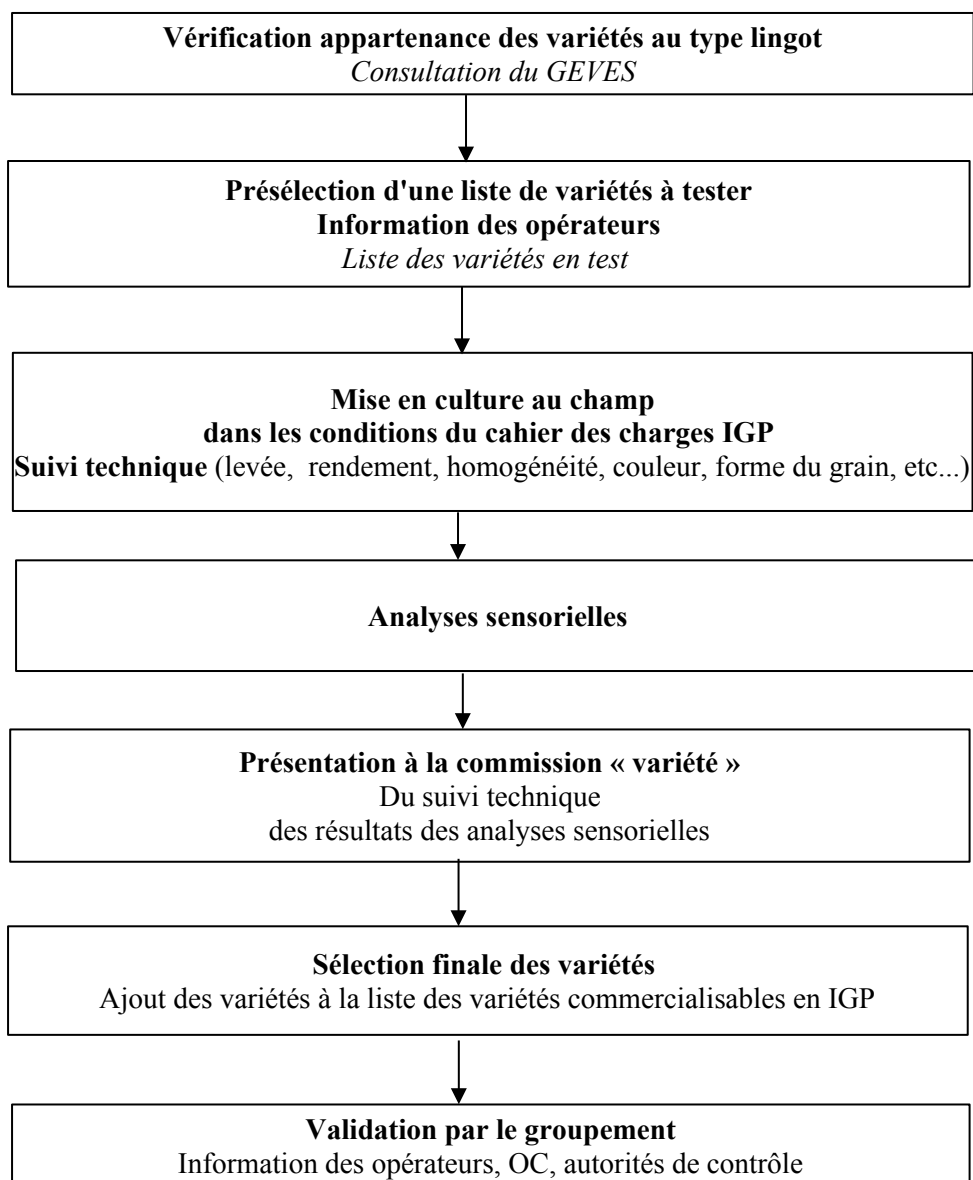 Vérification appartenance des variétés au type lingot
Consultation du GEVES
Présélection d'une liste de variétés à tester
Information des opérateurs
Liste des variétés en test
Mise en culture au champ
dans les conditions du cahier des charges IGP
Suivi technique (levée, rendement, homogénéité, couleur, forme du grain, etc...)
Analyses sensorielles
Présentation à la commission « variété »
Du suivi technique
des résultats des analyses sensorielles
Sélection finale des variétés
Ajout des variétés à la liste des variétés commercialisables en IGP
Validation par le groupement
Information des opérateurs, OC, autorités de contrôle